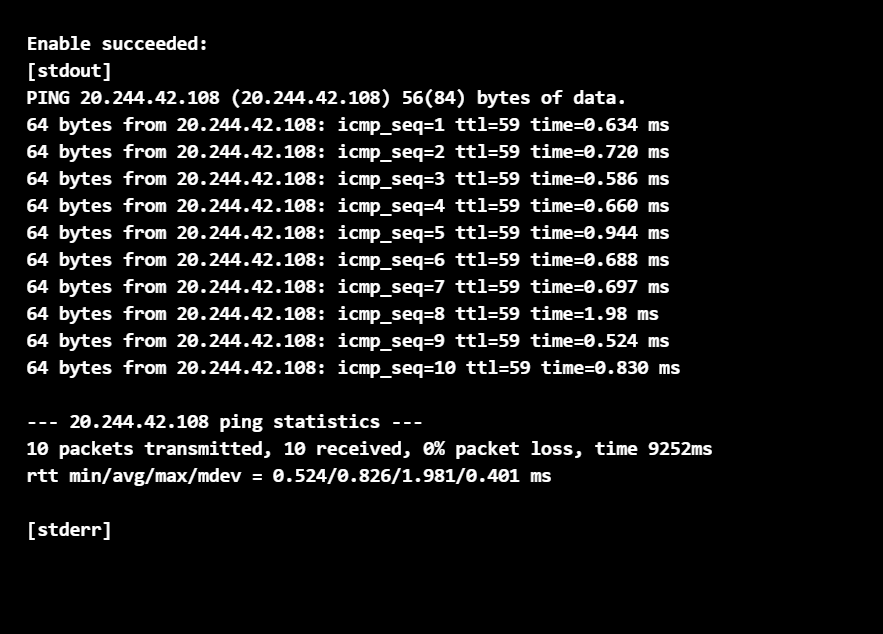 Enable succeeded:
[stdout]
PING 20.244.42.108 (20.244.42.108) 56(84) bytes of data.
64 bytes from 20.244.42.108: icmp_seq=1 ttl=59 time=0.634 ms
64 bytes from 20.244.42.108: icmp_seq=2 ttl=59 time=0.720 ms
64 bytes from 20.244.42.108: icmp_seq=3 ttl=59 time=0.586 ms
64 bytes from 20.244.42.108: icmp_seq=4 ttl=59 time=0.660 ms
64 bytes from 20.244.42.108: icmp_seq=5 ttl=59 time=0.944 ms
64 bytes from 20.244.42.108: icmp_seq=6 ttl=59 time=0.688 ms
64 bytes from 20.244.42.108: icmp_seq=7 ttl=59 time=0.697 ms
64 bytes from 20.244.42.108: icmp_seq=8 ttl=59 time=1.98 ms
64 bytes from 20.244.42.108: icmp_seq=9 ttl=59 time=0.524 ms
64 bytes from 20.244.42.108: icmp_seq=10 ttl=59 time=0.830 ms
--- 20.244.42.108 ping statistics ---
10 packets transmitted, 10 received, 0% packet loss, time 9252ms
rtt min/avg/max/mdev = 0.524/0.826/1.981/0.401 ms
[stderr]